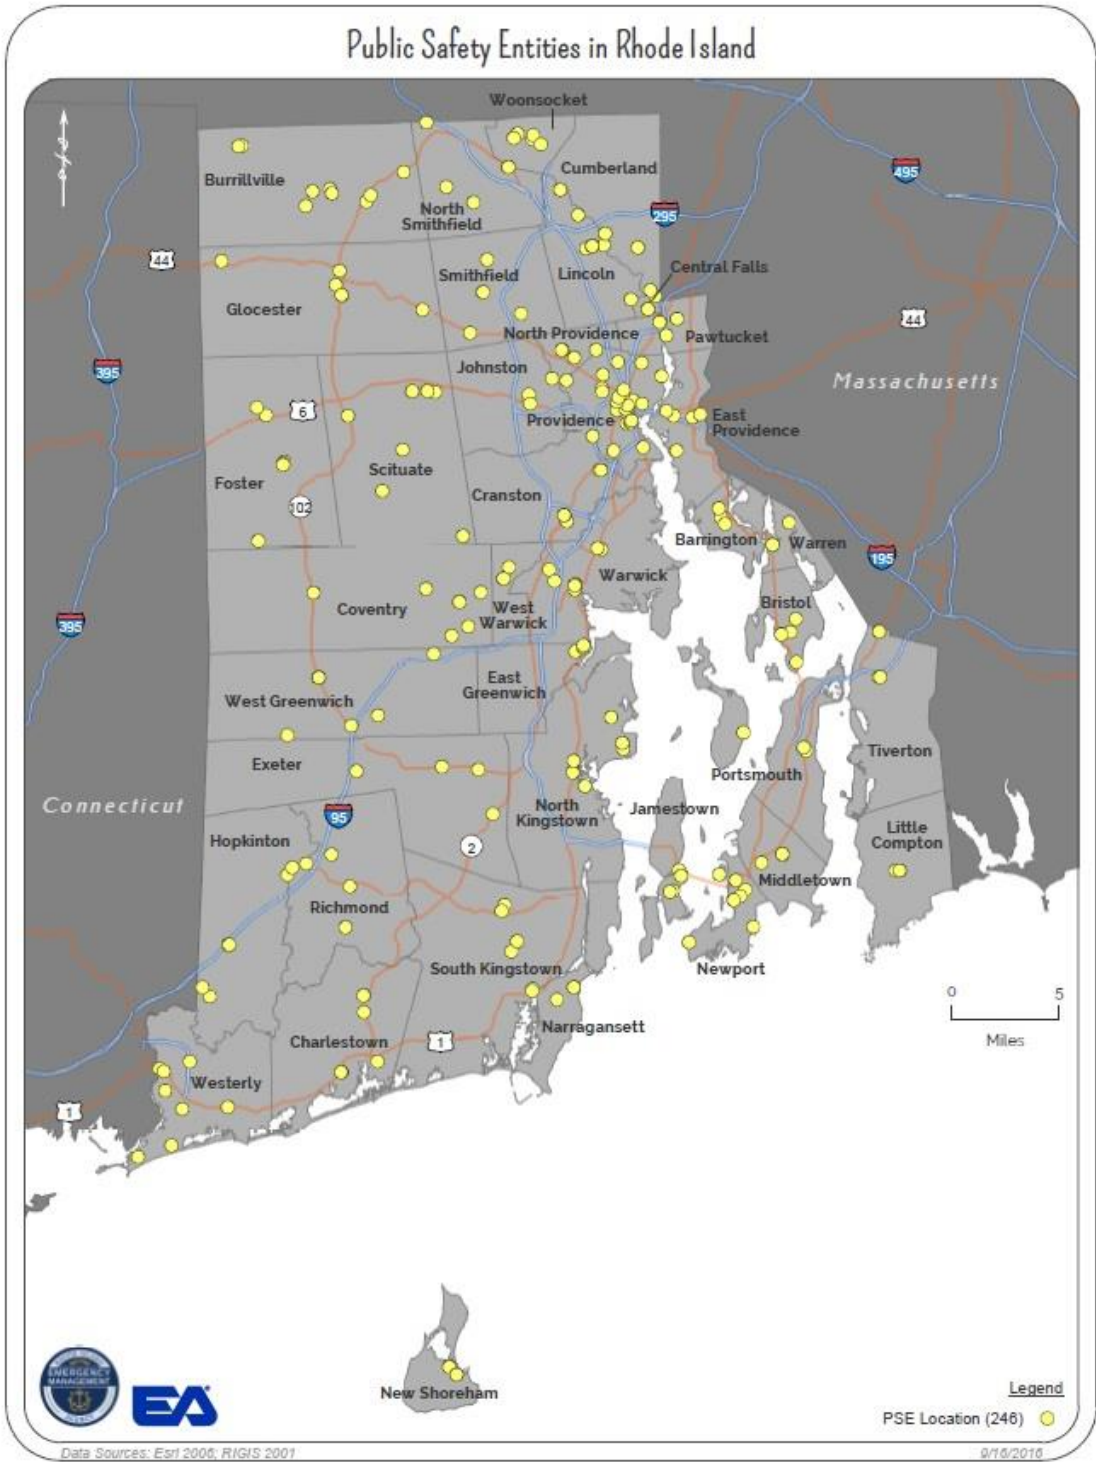 Public Safety Entities in Rhode Island
Woonsocket
Cumberland
495
Burrillville
295
North
Smithfield
44
Smithfield
Lincoln
Central Falls
Glocester
44
North Providence
Pawtucket
395
Johnston
Massachusetts
6
Providence
East
Providence
Foster
Scituate
Cranston
102
Barrington
Warren
195
Warwick
Coventry
West
Warwick
Bristol
395
East
Greenwich
West Greenwich
Tiverton
Exeter
Portsmouth
Connecticut
95
North
Kingstown
Jamestown
Little
Compton
Hopkinton
2
Middletown
Richmond
South Kingstown
Newport
0 5
Miles
Narragansett
Charlestown
1
Westerly
1
EMERGENCY
MANAGEMENT
AGENCY
EA
New Shoreham
Legend
PSE Location (246)
Data Sources: Esri 2006; RIGIS 2001
9/16/2016